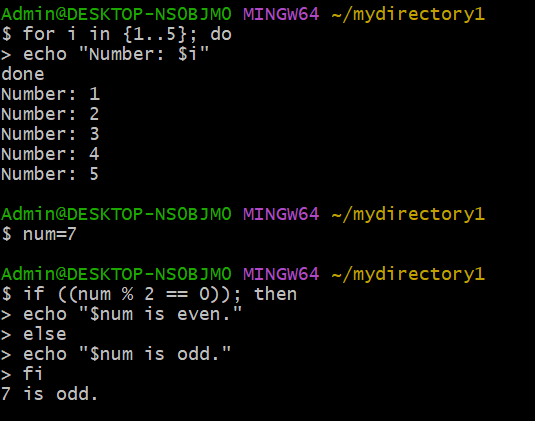 Admin@DESKTOP-NSOBJMO MINGW64 ~/mydirectory1
$ for i in {1..5}; do
> echo "Number: $i"
done
Number: 1
Number: 2
Number: 3
Number: 4
Number: 5
Admin@DESKTOP-NSOBJMO MINGW64 ~/mydirectory1
$ num=7
Admin@DESKTOP-NSOBJMO MINGW64 ~/mydirectory1
$ if ((num % 2 == 0)); then
> echo "$num is even."
> else
> echo "$num is odd."
> fi
7 is odd.